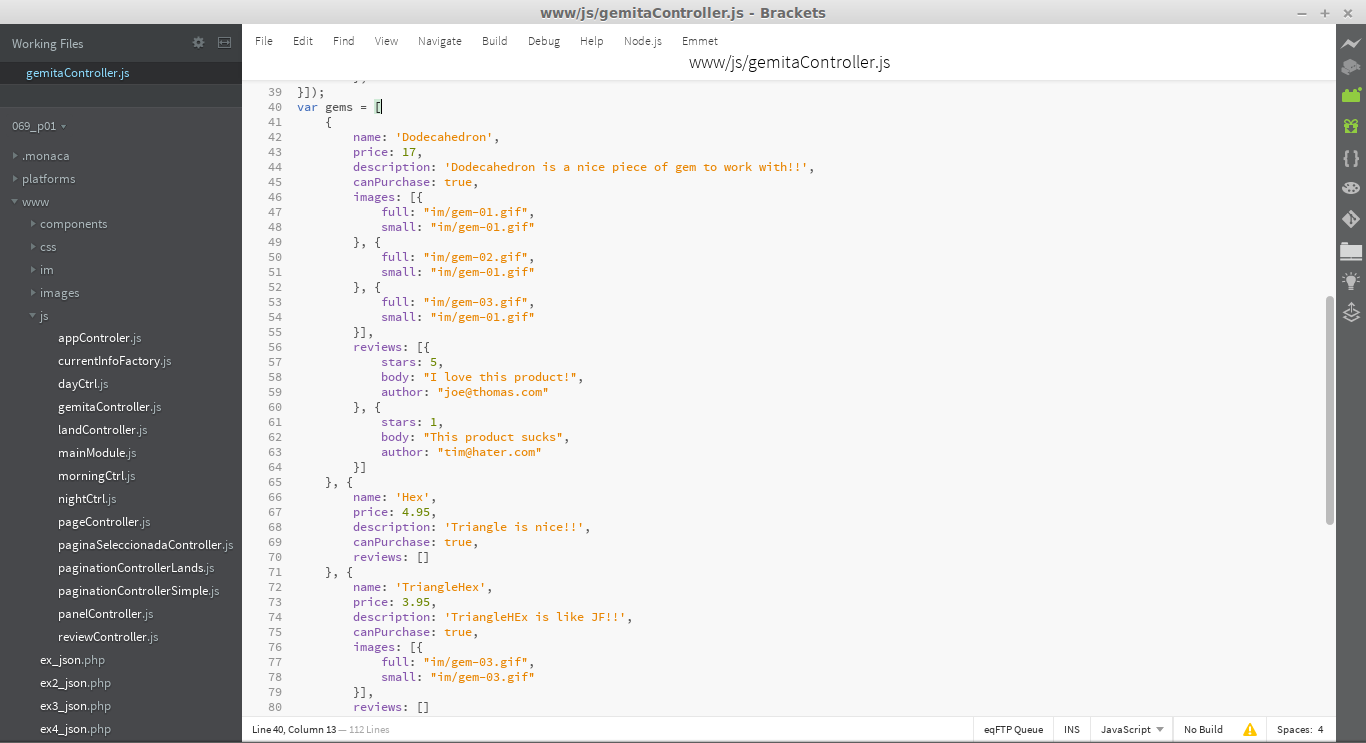 www/js/gemitaController.js - Brackets
Working Files
gemitaController.js
069_p01
.monaca
platforms
www
components
css
im
images
js
appControler.js
currentInfoFactory.js
dayCtrl.js
gemitaController.js
landController.js
mainModule.js
morningCtrl.js
nightCtrl.js
pageController.js
paginaSeleccionadaController.js
paginationControllerLands.js
paginationControllerSimple.js
panelController.js
reviewController.js
ex_json.php
ex2_json.php
ex3_json.php
ex4_json.php
File Edit Find View Navigate Build Debug Help Node.js Emmet
www/js/gemitaController.js
39 }]);
40 var gems = [
41 {
42 name: 'Dodecahedron',
43 price: 17,
44 description: 'Dodecahedron is a nice piece of gem to work with!!',
45 canPurchase: true,
46 images: [{
47 full: "im/gem-01.gif",
48 small: "im/gem-01.gif"
49 }, {
50 full: "im/gem-02.gif",
51 small: "im/gem-01.gif"
52 }, {
53 full: "im/gem-03.gif",
54 small: "im/gem-01.gif"
55 }],
56 reviews: [{
57 stars: 5,
58 body: "I love this product!",
59 author: "joe@thomas.com"
60 }, {
61 stars: 1,
62 body: "This product sucks",
63 author: "tim@hater.com"
64 }]
65 }, {
66 name: 'Hex',
67 price: 4.95,
68 description: 'Triangle is nice!!',
69 canPurchase: true,
70 reviews: []
71 }, {
72 name: 'TriangleHex',
73 price: 3.95,
74 description: 'TriangleHEx is like JF!!',
75 canPurchase: true,
76 images: [{
77 full: "im/gem-03.gif",
78 small: "im/gem-03.gif"
79 }],
80 reviews: []
Line 40, Column 13 — 112 Lines
eqFTP Queue INS JavaScript No Build Spaces: 4